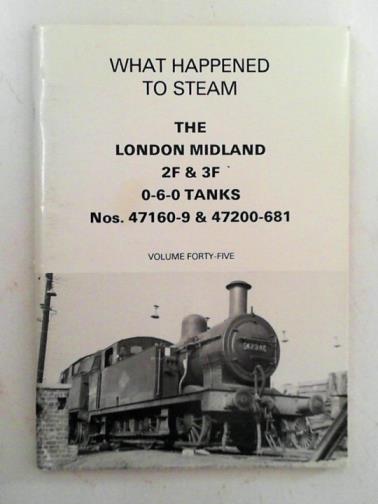 WHAT HAPPENED
TO STEAM
THE
LONDON MIDLAND
2F & 3F
0-6-0 TANKS
Nos. 47160-9 & 47200-681
VOLUME FORTY-FIVE